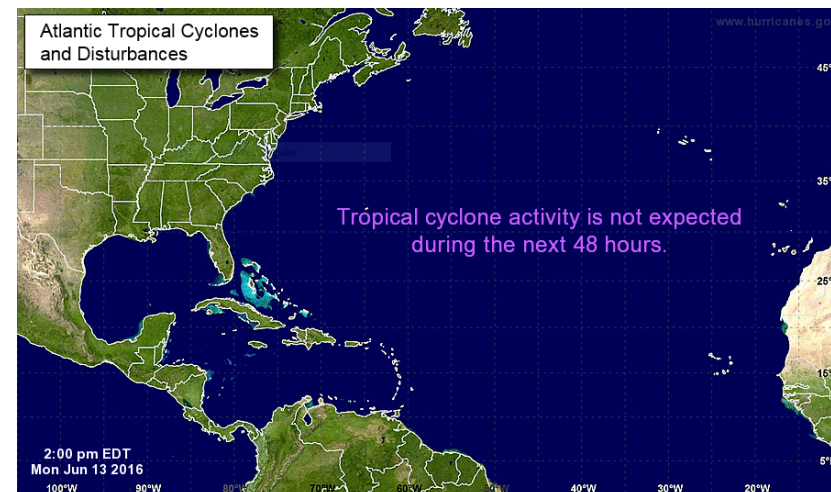 Atlantic Tropical Cyclones
and Disturbances
www.hurricanes.go
45°
35°
Tropical cyclone activity is not expected
during the next 48 hours.
25°
15°
2:00 pm EDT
Mon Jun 13 2016
5°
100°W 90°W 80°W 70°W 60°W 40°W 30°W 20°W